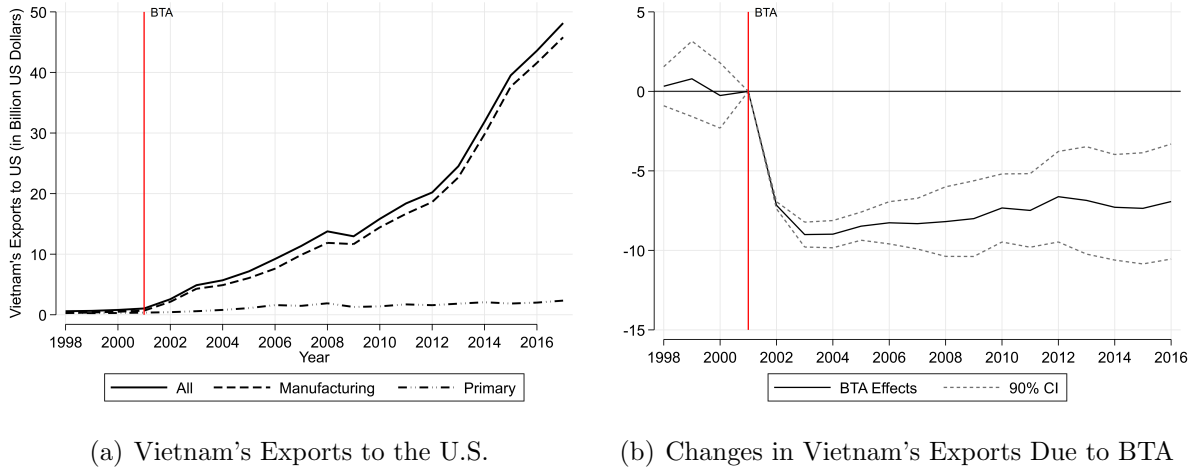 Vietnam's Exports to US (in Billion US Dollars)
50
40
30
20
10
0
BTA
1998 2000 2002 2004 2006 2008 2010 2012 2014 2016
Year
All Manufacturing Primary
(a) Vietnam's Exports to the U.S.
5
0
-5
-10
-15
BTA
1998 2000 2002 2004 2006 2008 2010 2012 2014 2016
BTA Effects 90% CI
(b) Changes in Vietnam's Exports Due to BTA